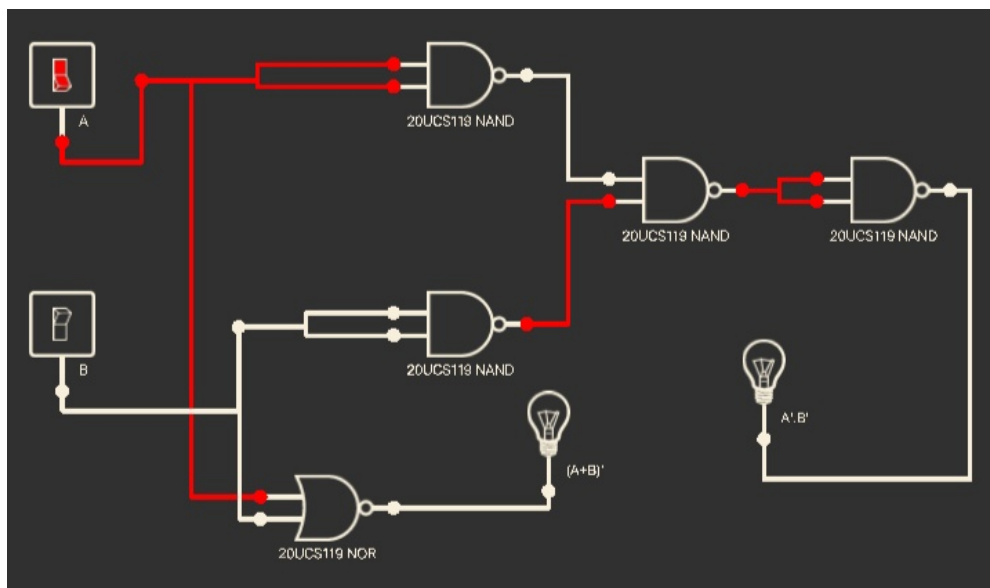 A
20UCS119 NAND
20UCS119 NAND
20UCS119 NAND
B
20UCS119 NAND
A'.B'
(A+B)'
20UCS119 NOR